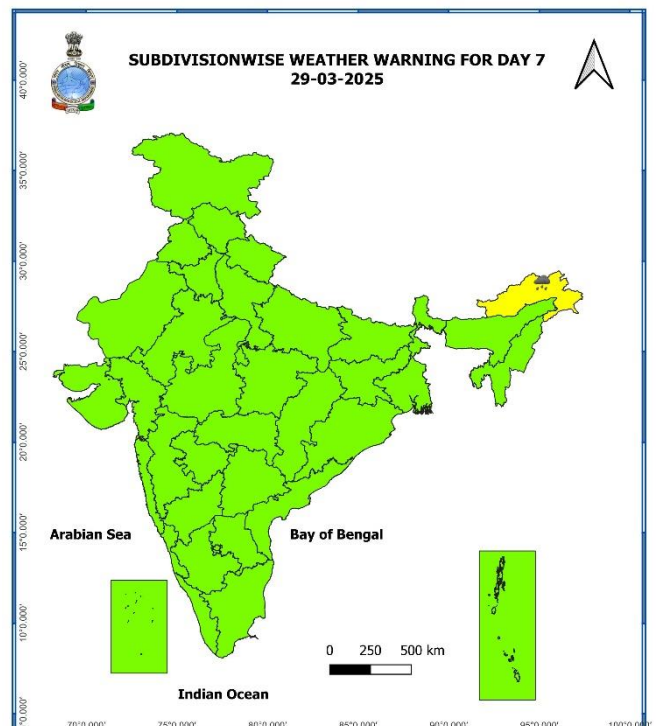 SUBDIVISIONWISE WEATHER WARNING FOR DAY 7
29-03-2025
40°0.000'
35°0.000'
30°0.000'
25°0.000'
20°0.000'
15°0.000'
10°0.000'
°0.000'
Arabian Sea
Bay of Bengal
0 250 500 km
Indian Ocean
70°0.000' 75°0.000' 80°0.000' 85°0.000' 90°0.000' 95°0.000' 100°0.000'